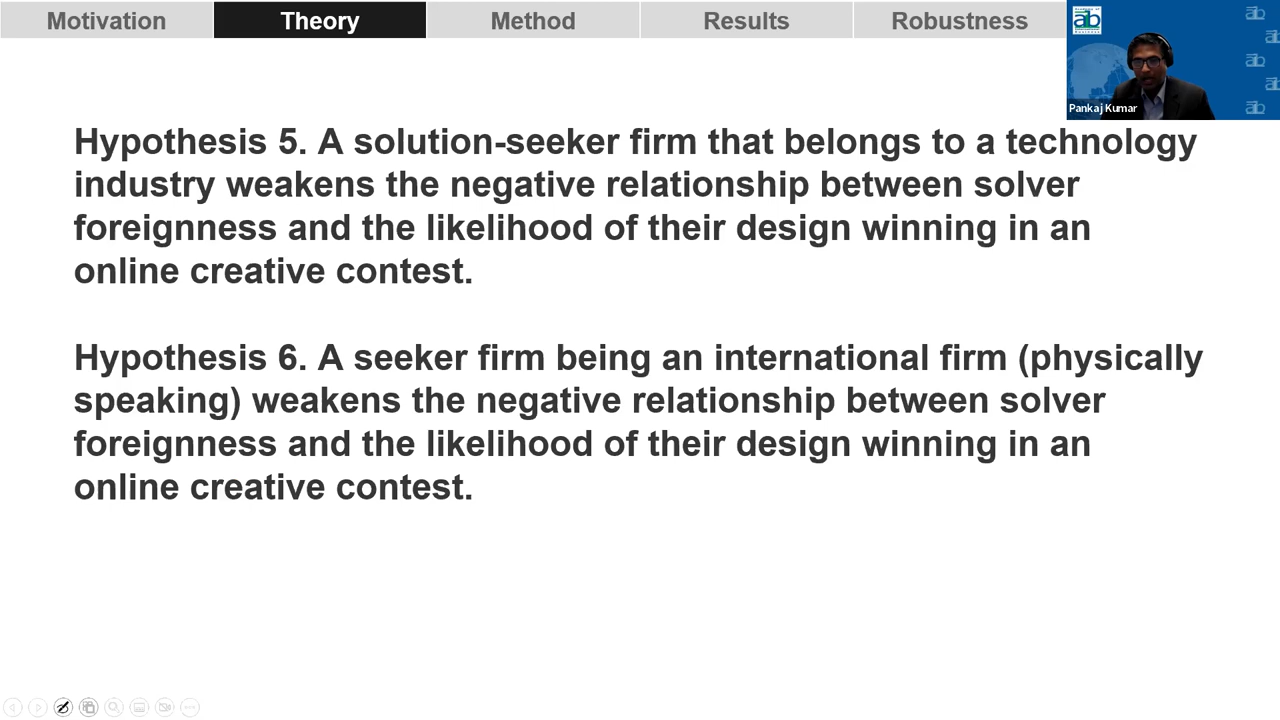 Motivation Theory Method Results Robustness
aib
Pankaj Kumar
Hypothesis 5. A solution-seeker firm that belongs to a technology
industry weakens the negative relationship between solver
foreignness and the likelihood of their design winning in an
online creative contest.
Hypothesis 6. A seeker firm being an international firm (physically
speaking) weakens the negative relationship between solver
foreignness and the likelihood of their design winning in an
online creative contest.